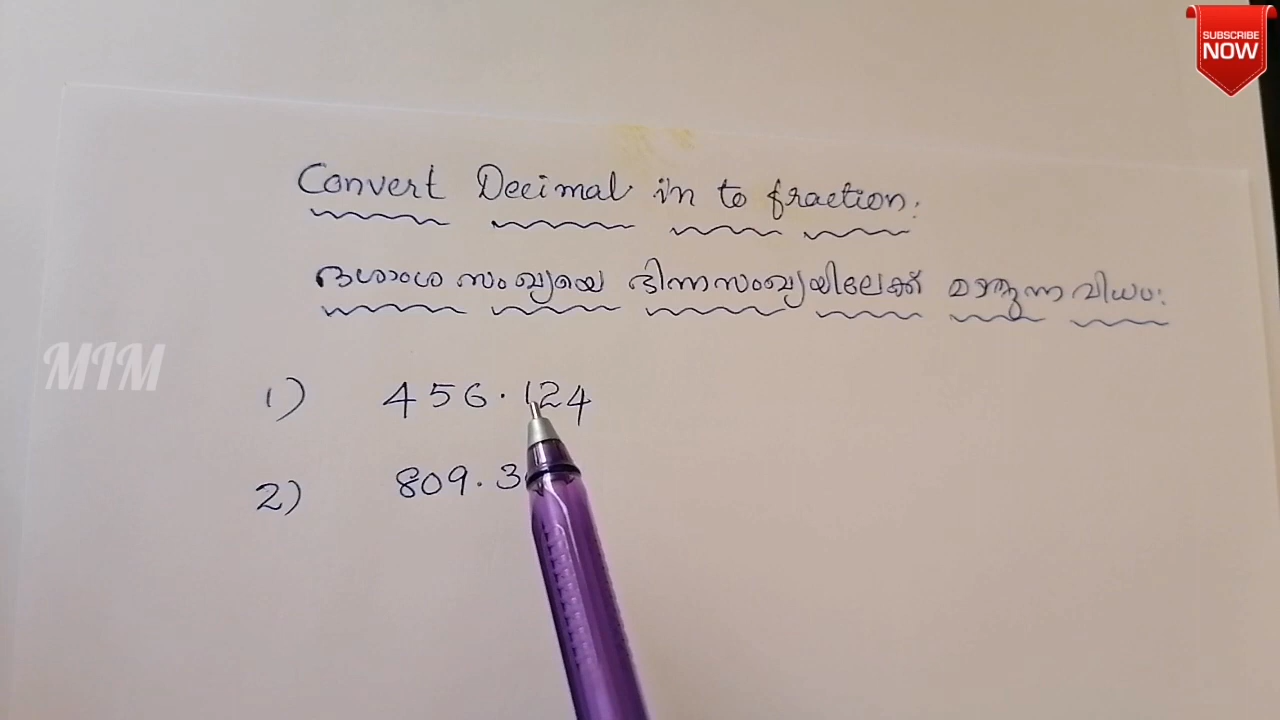 SUBSCRIBE
NOW
Convert Decimal in to fraction:
ദശാംശ സംഖ്യയെ ഭിന്നസംഖ്യയിലേക്ക് മാറ്റുന്ന വിധം:
MIM
1) 456.124
2) 809.3